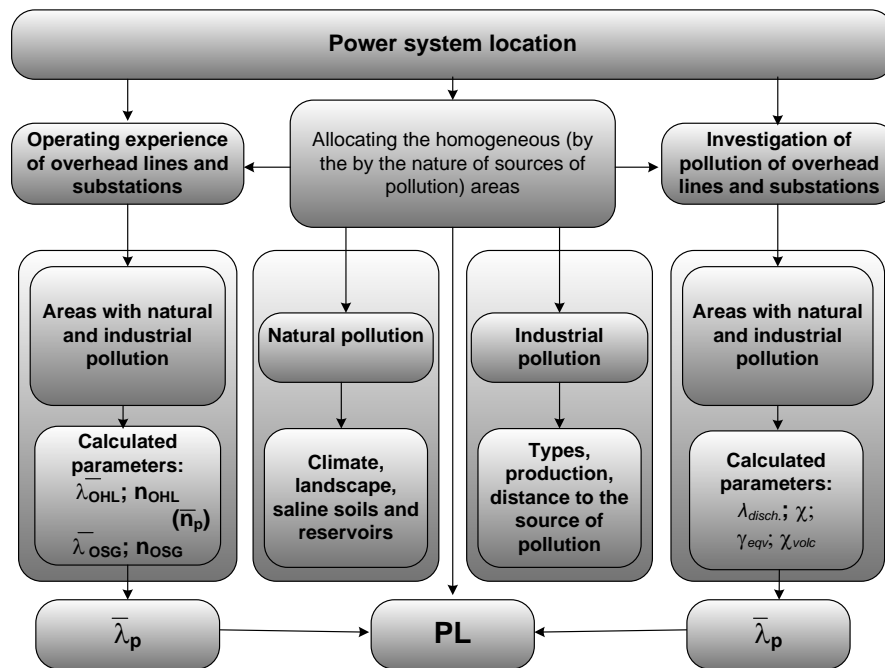 Power system location
Operating experience
of overhead lines and
substations
Allocating the homogeneous (by
the by the nature of sources of
pollution) areas
Investigation of
pollution of overhead
lines and substations
Areas with natural
and industrial
pollution
Natural pollution
Industrial
pollution
Areas with natural
and industrial
pollution
Calculated
parameters:
λ̄OHL; nOHL
(n̄p)
λ̄OSG; nOSG
Climate,
landscape,
saline soils and
reservoirs
Types,
production,
distance to the
source of
pollution
Calculated
parameters:
λdisch.; χ;
γeqv; χvolc
λ̄p
PL
λ̄p